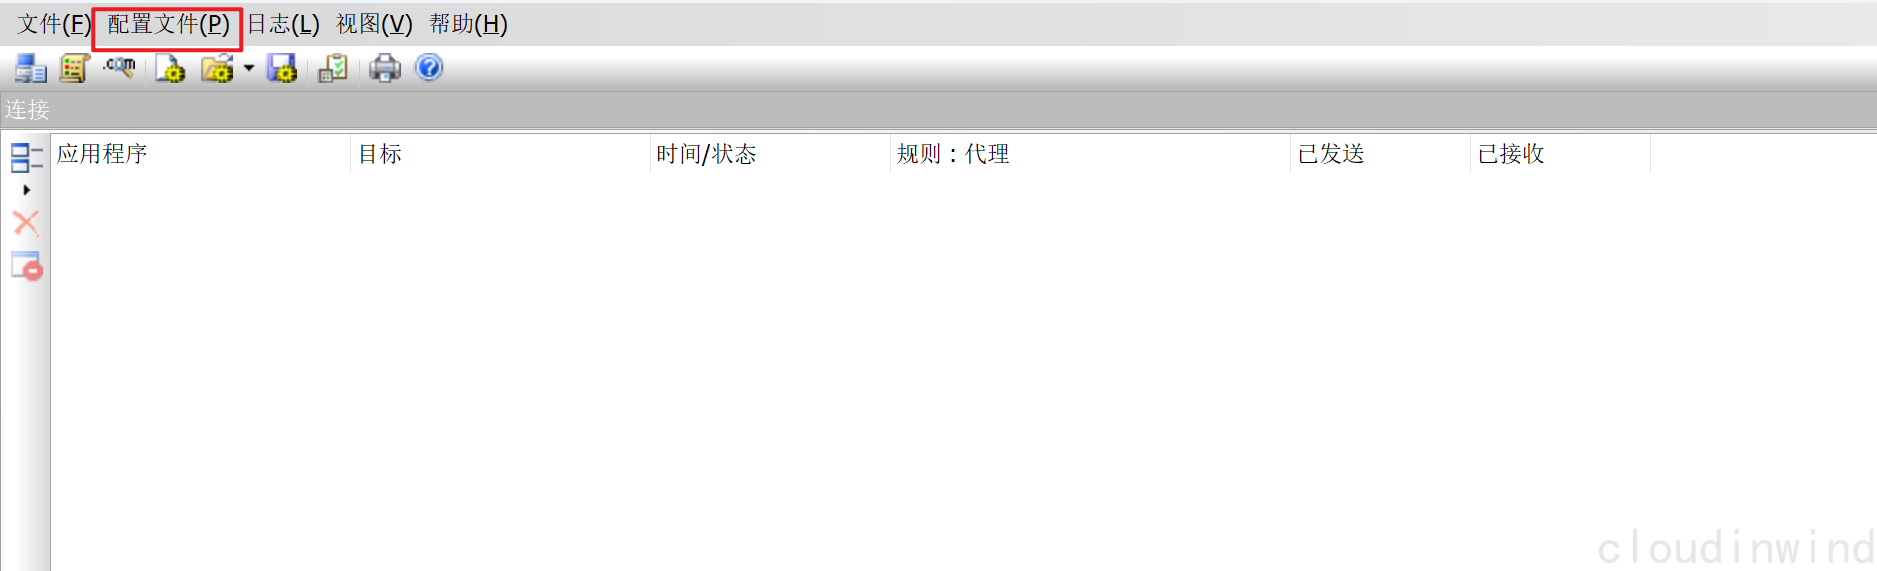 文件(F) 配置文件(P) 日志(L) 视图(V) 帮助(H)
.com
连接
应用程序 目标 时间/状态 规则：代理 已发送 已接收
cloudinwind